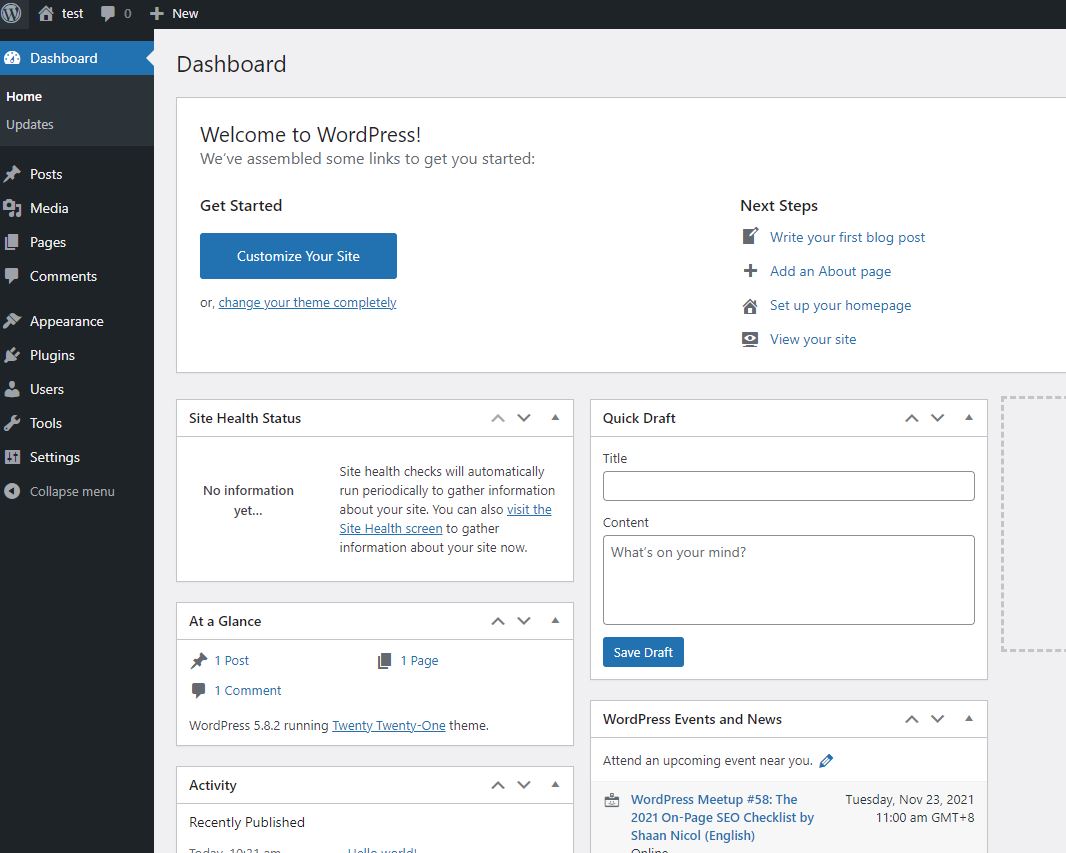 test 0 New
Dashboard
Home
Updates
Posts
Media
Pages
Comments
Appearance
Plugins
Users
Tools
Settings
Collapse menu
Dashboard
Welcome to WordPress!
We've assembled some links to get you started:
Get Started
Customize Your Site
or, change your theme completely
Next Steps
Write your first blog post
Add an About page
Set up your homepage
View your site
Site Health Status
No information
yet...
Site health checks will automatically
run periodically to gather information
about your site. You can also visit the
Site Health screen to gather
information about your site now.
At a Glance
1 Post 1 Page
1 Comment
WordPress 5.8.2 running Twenty Twenty-One theme.
Activity
Recently Published
Today, 10:31 am Hello world!
Quick Draft
Title
Content
What's on your mind?
Save Draft
WordPress Events and News
Attend an upcoming event near you.
WordPress Meetup #58: The
2021 On-Page SEO Checklist by
Shaan Nicol (English)
Online
Tuesday, Nov 23, 2021
11:00 am GMT+8